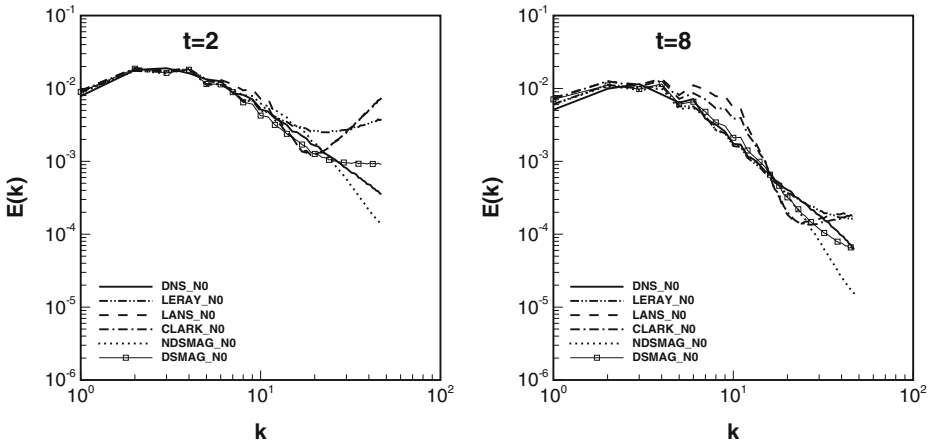 t=2
E(k)
10^-1
10^-2
10^-3
10^-4
10^-5
10^-6
DNS_N0
LERAY_N0
LANS_N0
CLARK_N0
NDSMAG_N0
DSMAG_N0
10^0
10^1
10^2
k
t=8
E(k)
10^-1
10^-2
10^-3
10^-4
10^-5
10^-6
DNS_N0
LERAY_N0
LANS_N0
CLARK_N0
NDSMAG_N0
DSMAG_N0
10^0
10^1
10^2
k